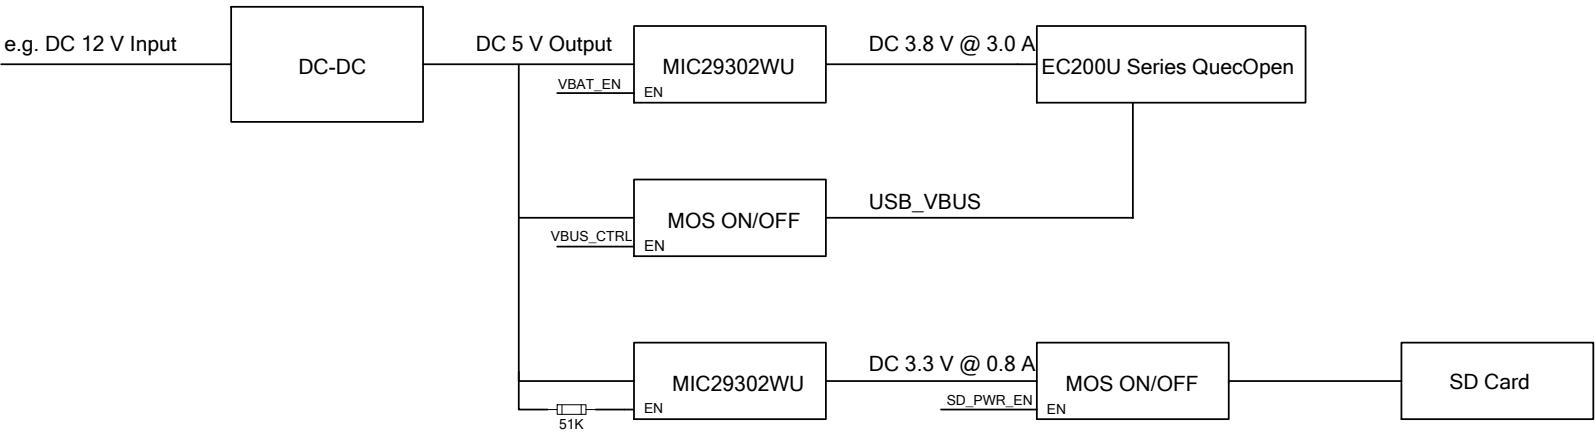 e.g. DC 12 V Input
DC-DC
DC 5 V Output
VBAT_EN
MIC29302WU
EN
DC 3.8 V @ 3.0 A
EC200U Series QuecOpen
VBUS_CTRL
MOS ON/OFF
EN
USB_VBUS
51K
MIC29302WU
EN
DC 3.3 V @ 0.8 A
SD_PWR_EN
MOS ON/OFF
EN
SD Card